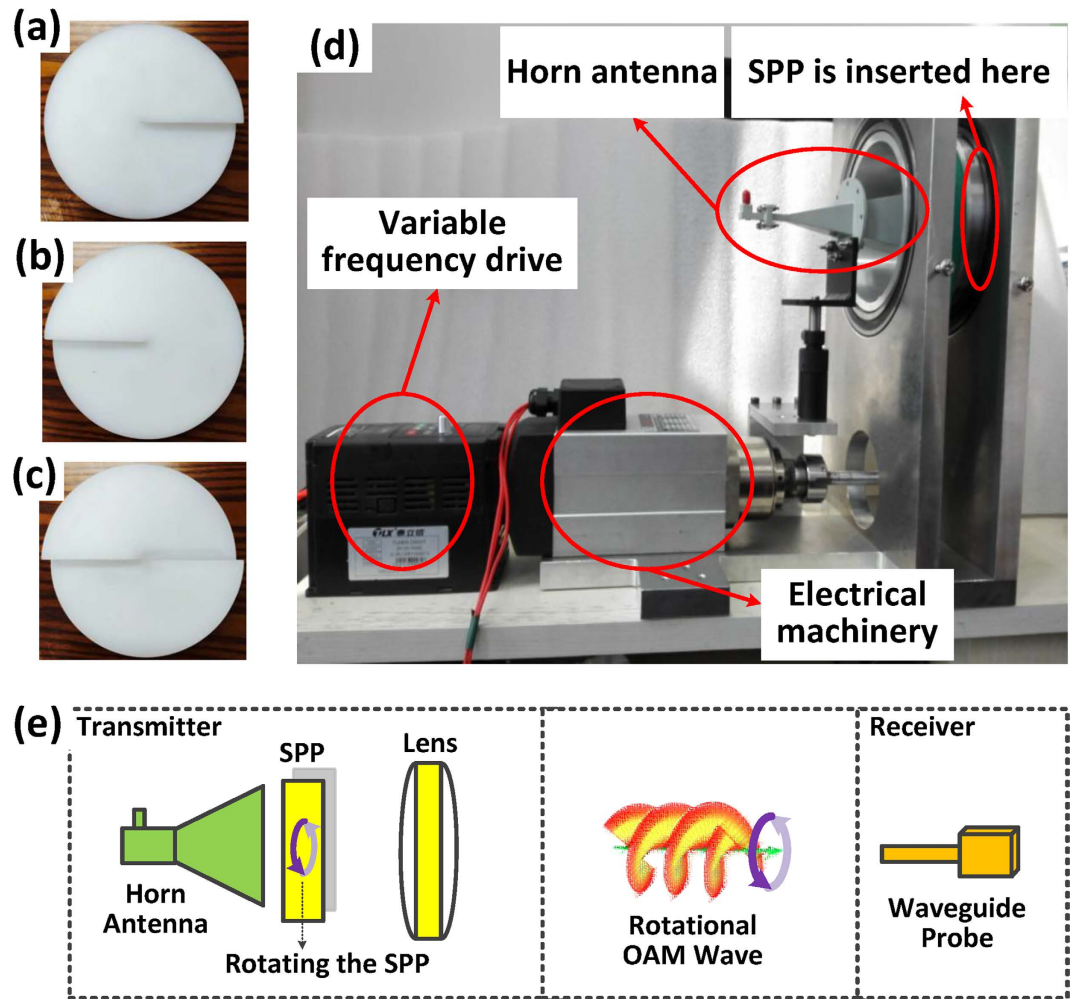 (a)
(b)
(c)
(d)
Horn antenna
SPP is inserted here
Variable
frequency drive
Electrical
machinery
(e)
Transmitter
SPP
Lens
Horn
Antenna
Rotating the SPP
Rotational
OAM Wave
Receiver
Waveguide
Probe